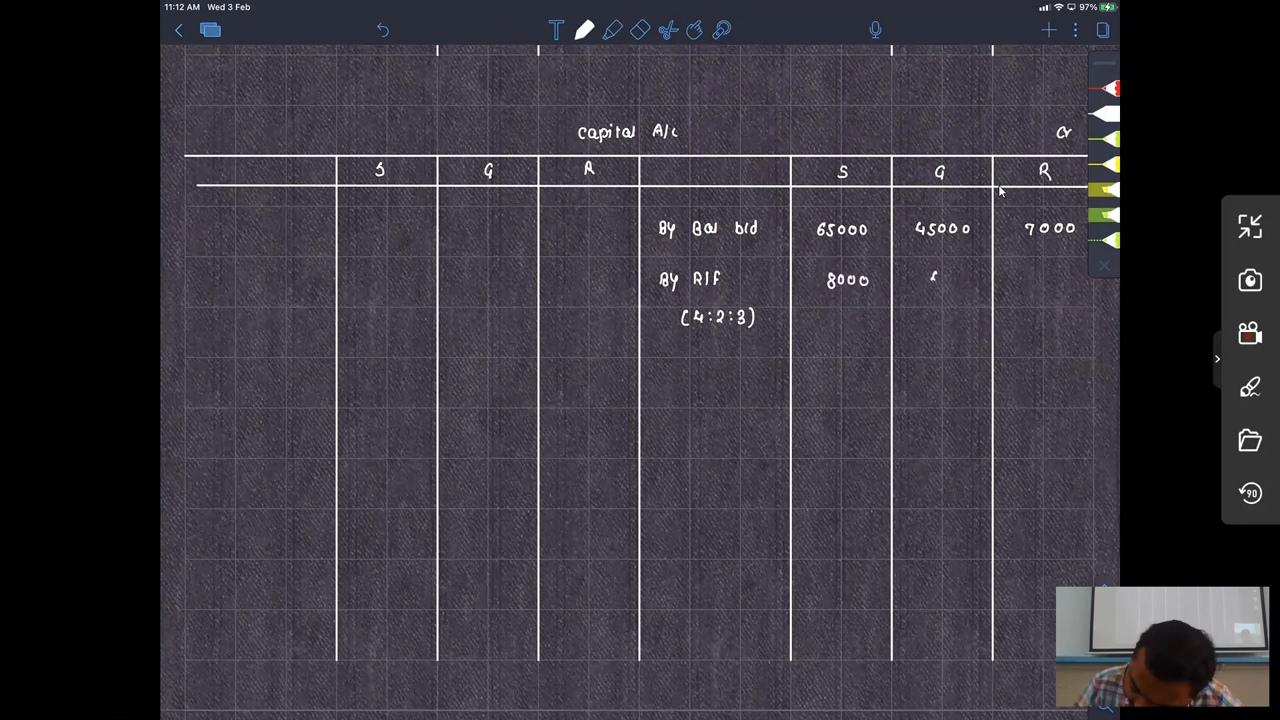 11:12 AM Wed 3 Feb 97%
T
Capital A/c Cr
S G R S G R
By Bal b/d 65000 45000 7000
By R/F 8000
(4:2:3)
90